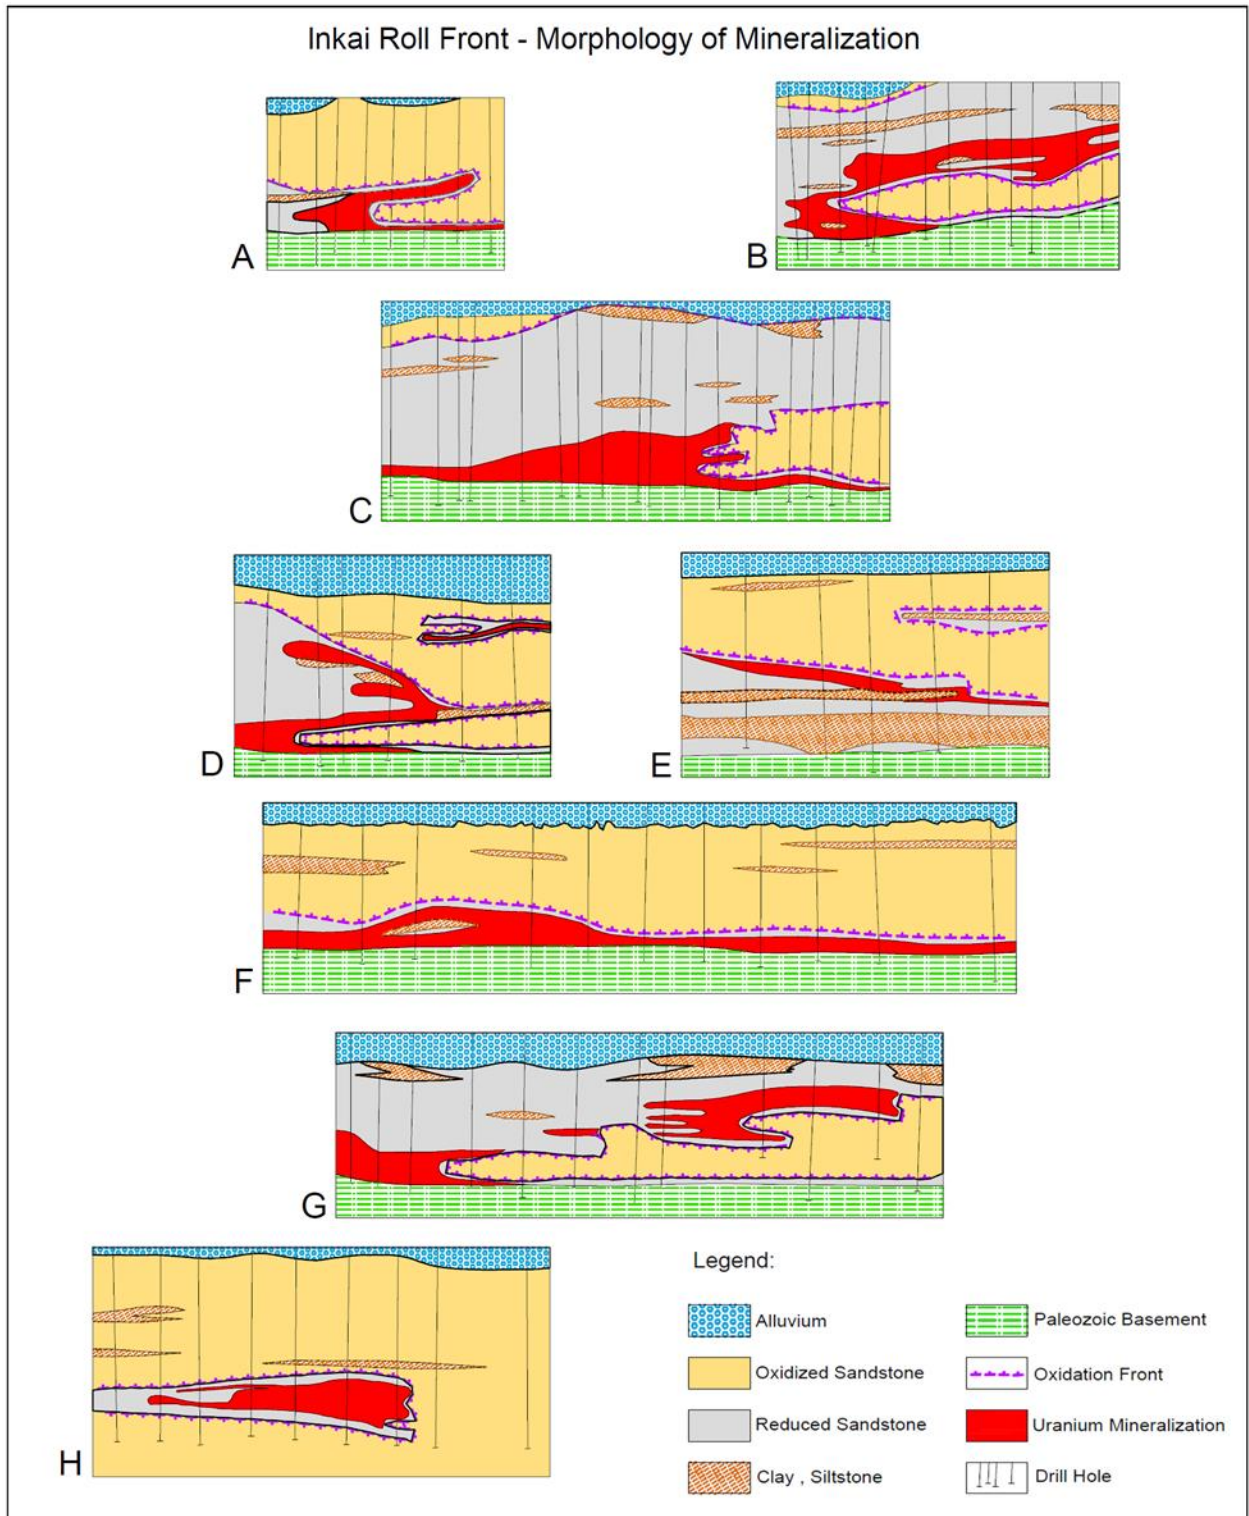 Inkai Roll Front - Morphology of Mineralization
A
B
C
D
E
F
G
H
Legend:
Alluvium
Paleozoic Basement
Oxidized Sandstone
Oxidation Front
Reduced Sandstone
Uranium Mineralization
Clay , Siltstone
Drill Hole